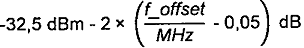 -32,5 dBm - 2 × (f_offset/MHz - 0,05) dB